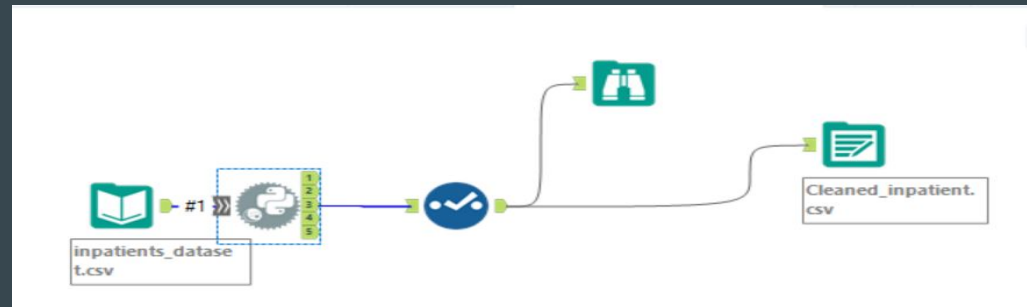 #1
1
2
3
4
5
inpatients_datase
t.csv
Cleaned_inpatient.
csv